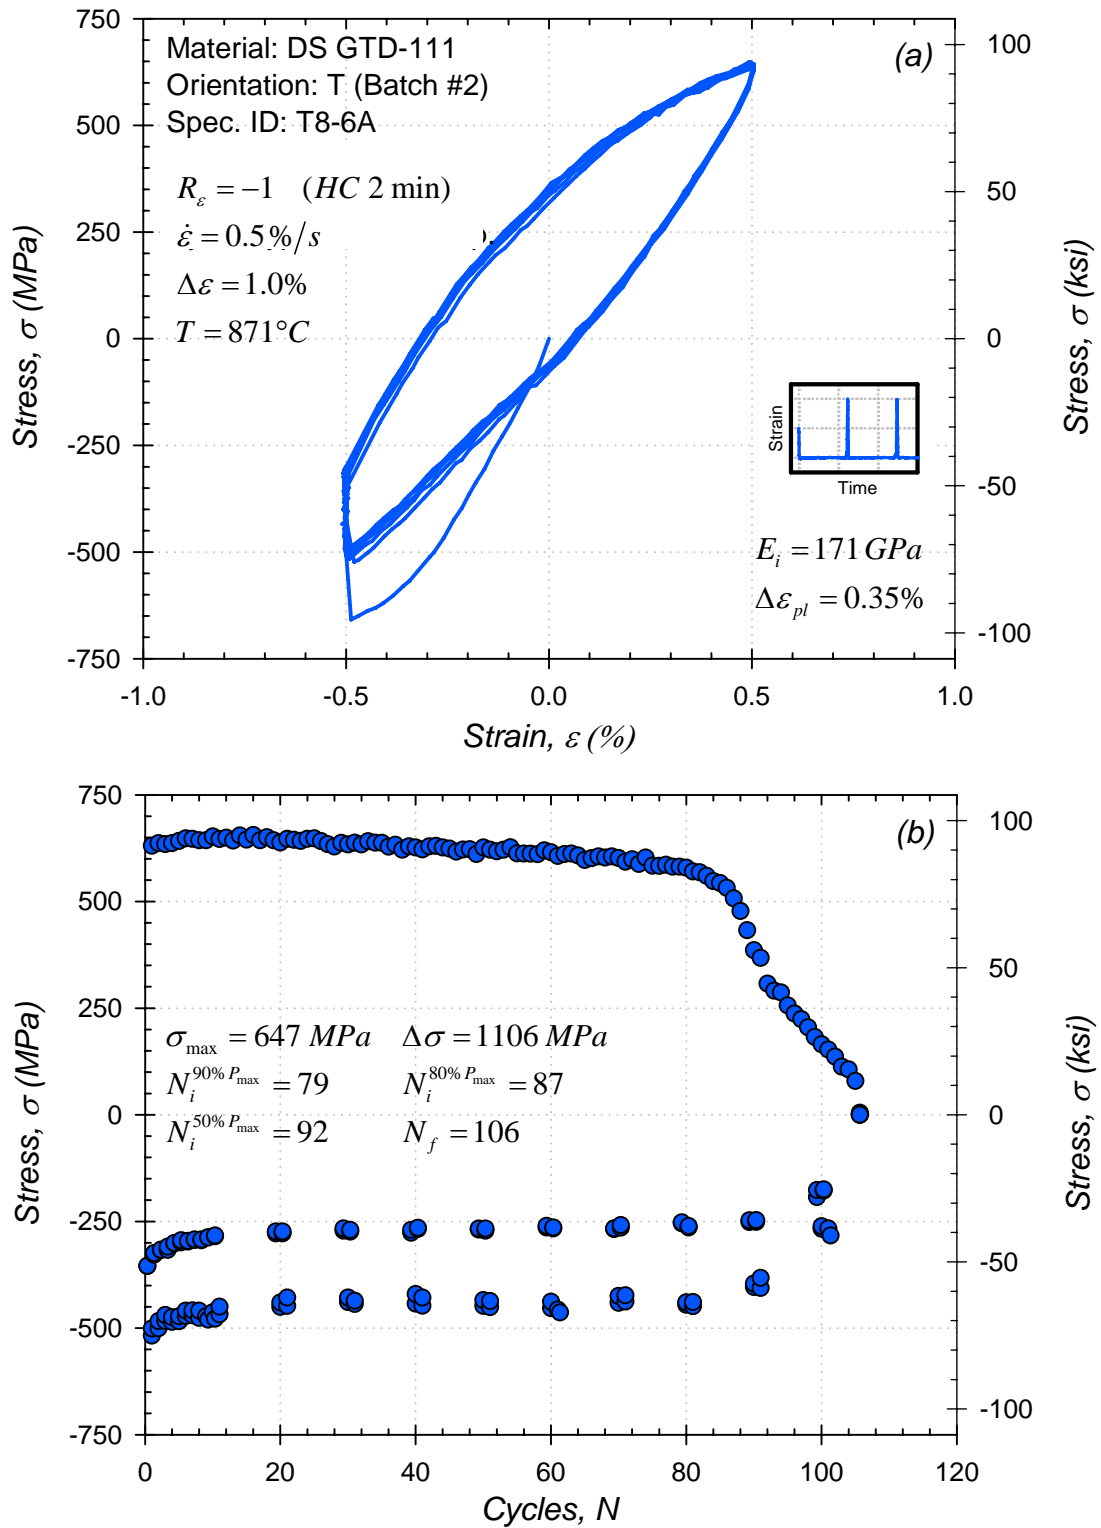 (a)
Material: DS GTD-111
Orientation: T (Batch #2)
Spec. ID: T8-6A
R_ε = −1 (HC 2 min)
ε̇ = 0.5%/s
Δε = 1.0%
T = 871°C
E_i = 171 GPa
Δε_pl = 0.35%
Strain
Time
750
500
250
0
-250
-500
-750
Stress, σ (MPa)
100
50
0
-50
-100
Stress, σ (ksi)
-1.0 -0.5 0.0 0.5 1.0
Strain, ε (%)
(b)
σ_max = 647 MPa Δσ = 1106 MPa
N_i^90% P_max = 79 N_i^80% P_max = 87
N_i^50% P_max = 92 N_f = 106
750
500
250
0
-250
-500
-750
Stress, σ (MPa)
100
50
0
-50
-100
Stress, σ (ksi)
0 20 40 60 80 100 120
Cycles, N